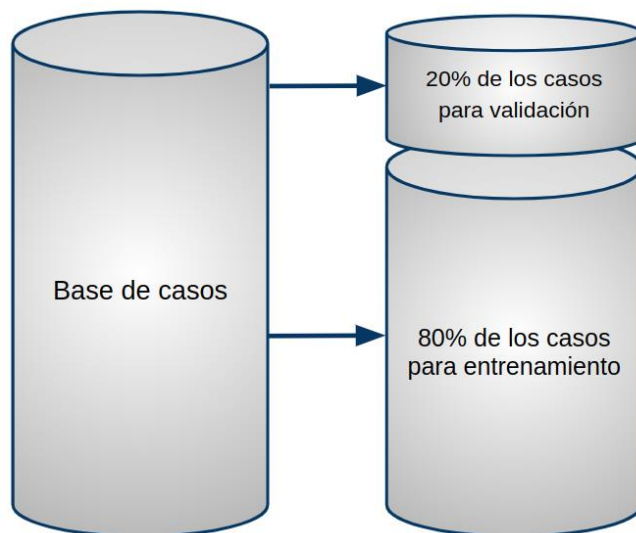 20% de los casos
para validación
Base de casos
80% de los casos
para entrenamiento